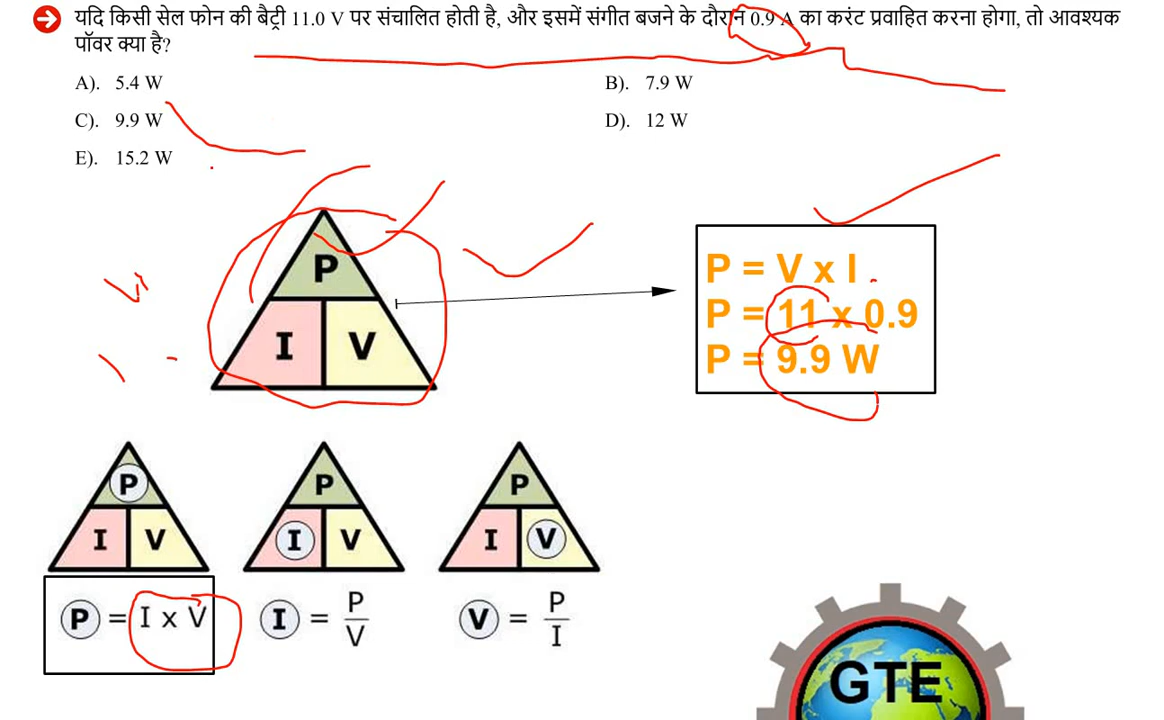 यदि किसी सेल फोन की बैट्री 11.0 V पर संचालित होती है, और इसमें संगीत बजने के दौरान 0.9 A का करंट प्रवाहित करना होगा, तो आवश्यक
पॉवर क्या है?
A). 5.4 W
B). 7.9 W
C). 9.9 W
D). 12 W
E). 15.2 W
P
I V
P = V x I
P = 11 x 0.9
P = 9.9 W
P
I V
P
I V
P
I V
P = I x V
I = P/V
V = P/I
GTE